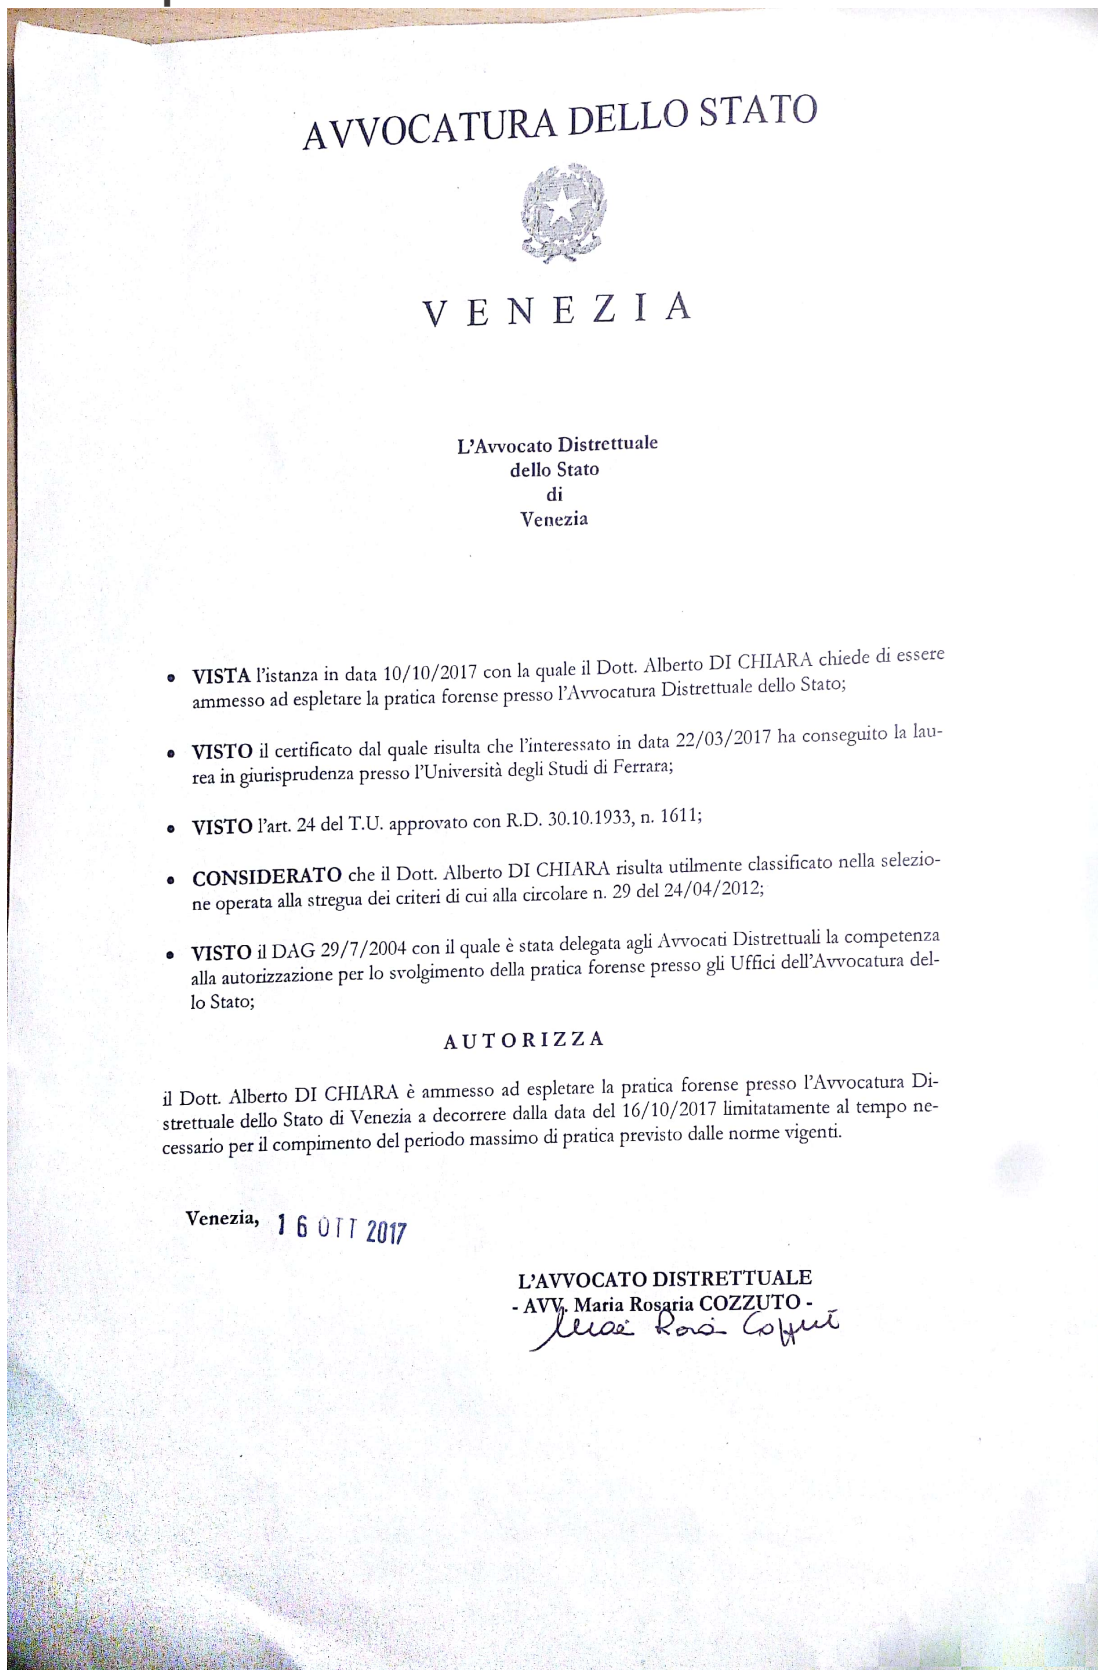 AVVOCATURA DELLO STATO
VENEZIA
L'Avvocato Distrettuale
dello Stato
di
Venezia
• VISTA l'istanza in data 10/10/2017 con la quale il Dott. Alberto DI CHIARA chiede di essere
ammesso ad espletare la pratica forense presso l'Avvocatura Distrettuale dello Stato;
• VISTO il certificato dal quale risulta che l'interessato in data 22/03/2017 ha conseguito la lau-
rea in giurisprudenza presso l'Università degli Studi di Ferrara;
• VISTO l'art. 24 del T.U. approvato con R.D. 30.10.1933, n. 1611;
• CONSIDERATO che il Dott. Alberto DI CHIARA risulta utilmente classificato nella selezio-
ne operata alla stregua dei criteri di cui alla circolare n. 29 del 24/04/2012;
• VISTO il DAG 29/7/2004 con il quale è stata delegata agli Avvocati Distrettuali la competenza
alla autorizzazione per lo svolgimento della pratica forense presso gli Uffici dell'Avvocatura del-
lo Stato;
AUTORIZZA
il Dott. Alberto DI CHIARA è ammesso ad espletare la pratica forense presso l'Avvocatura Di-
strettuale dello Stato di Venezia a decorrere dalla data del 16/10/2017 limitatamente al tempo ne-
cessario per il compimento del periodo massimo di pratica previsto dalle norme vigenti.
Venezia, 16 OTT 2017
L'AVVOCATO DISTRETTUALE
- AVV. Maria Rosaria COZZUTO -